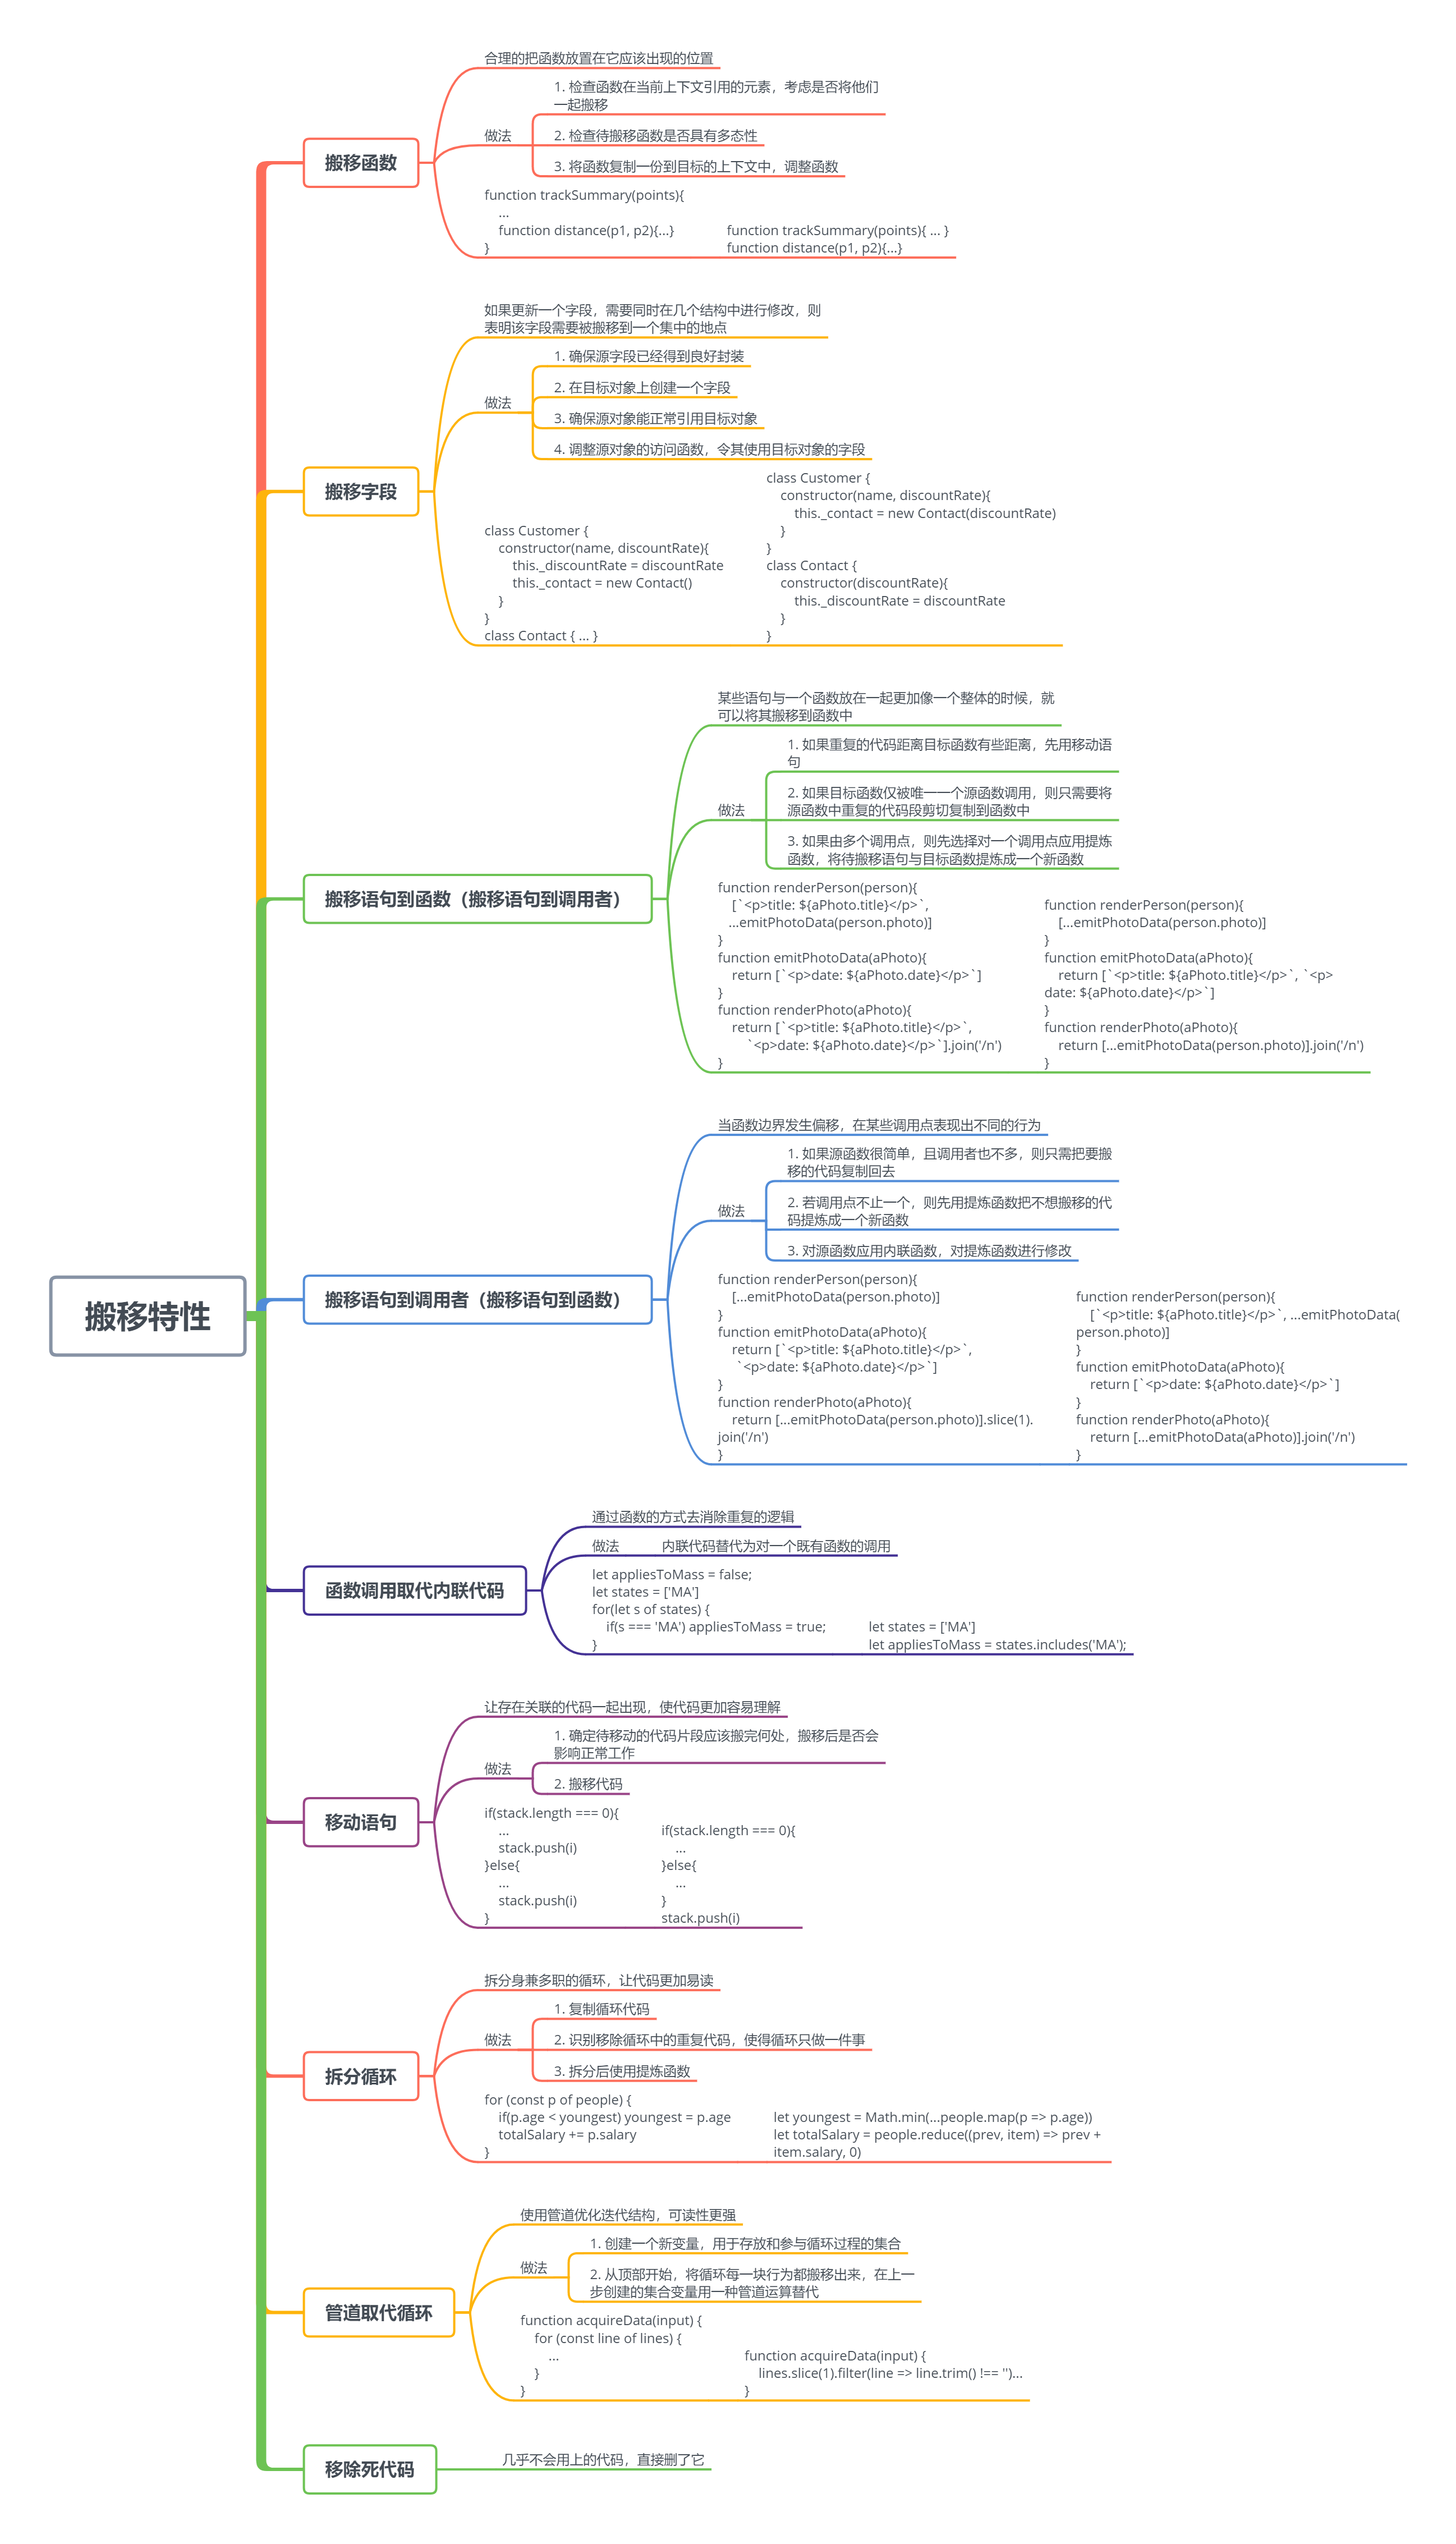 搬移特性
搬移函数
合理的把函数放置在它应该出现的位置
做法
1. 检查函数在当前上下文引用的元素，考虑是否将他们
一起搬移
2. 检查待搬移函数是否具有多态性
3. 将函数复制一份到目标的上下文中，调整函数
function trackSummary(points){
...
function distance(p1, p2){...}
}
function trackSummary(points){ ... }
function distance(p1, p2){...}
搬移字段
如果更新一个字段，需要同时在几个结构中进行修改，则
表明该字段需要被搬移到一个集中的地点
做法
1. 确保源字段已经得到良好封装
2. 在目标对象上创建一个字段
3. 确保源对象能正常引用目标对象
4. 调整源对象的访问函数，令其使用目标对象的字段
class Customer {
constructor(name, discountRate){
this._discountRate = discountRate
this._contact = new Contact()
}
}
class Contact { ... }
class Customer {
constructor(name, discountRate){
this._contact = new Contact(discountRate)
}
}
class Contact {
constructor(discountRate){
this._discountRate = discountRate
}
}
搬移语句到函数（搬移语句到调用者）
某些语句与一个函数放在一起更加像一个整体的时候，就
可以将其搬移到函数中
做法
1. 如果重复的代码距离目标函数有些距离，先用移动语
句
2. 如果目标函数仅被唯一一个源函数调用，则只需要将
源函数中重复的代码段剪切复制到函数中
3. 如果由多个调用点，则先选择对一个调用点应用提炼
函数，将待搬移语句与目标函数提炼成一个新函数
function renderPerson(person){
[`<p>title: ${aPhoto.title}</p>`,
...emitPhotoData(person.photo)]
}
function emitPhotoData(aPhoto){
return [`<p>date: ${aPhoto.date}</p>`]
}
function renderPhoto(aPhoto){
return [`<p>title: ${aPhoto.title}</p>`,
`<p>date: ${aPhoto.date}</p>`].join('/n')
}
function renderPerson(person){
[...emitPhotoData(person.photo)]
}
function emitPhotoData(aPhoto){
return [`<p>title: ${aPhoto.title}</p>`, `<p>
date: ${aPhoto.date}</p>`]
}
function renderPhoto(aPhoto){
return [...emitPhotoData(person.photo)].join('/n')
}
搬移语句到调用者（搬移语句到函数）
当函数边界发生偏移，在某些调用点表现出不同的行为
做法
1. 如果源函数很简单，且调用者也不多，则只需把要搬
移的代码复制回去
2. 若调用点不止一个，则先用提炼函数把不想搬移的代
码提炼成一个新函数
3. 对源函数应用内联函数，对提炼函数进行修改
function renderPerson(person){
[...emitPhotoData(person.photo)]
}
function emitPhotoData(aPhoto){
return [`<p>title: ${aPhoto.title}</p>`,
`<p>date: ${aPhoto.date}</p>`]
}
function renderPhoto(aPhoto){
return [...emitPhotoData(person.photo)].slice(1).
join('/n')
}
function renderPerson(person){
[`<p>title: ${aPhoto.title}</p>`, ...emitPhotoData(
person.photo)]
}
function emitPhotoData(aPhoto){
return [`<p>date: ${aPhoto.date}</p>`]
}
function renderPhoto(aPhoto){
return [...emitPhotoData(aPhoto)].join('/n')
}
函数调用取代内联代码
通过函数的方式去消除重复的逻辑
做法
内联代码替代为对一个既有函数的调用
let appliesToMass = false;
let states = ['MA']
for(let s of states) {
if(s === 'MA') appliesToMass = true;
}
let states = ['MA']
let appliesToMass = states.includes('MA');
移动语句
让存在关联的代码一起出现，使代码更加容易理解
做法
1. 确定待移动的代码片段应该搬完何处，搬移后是否会
影响正常工作
2. 搬移代码
if(stack.length === 0){
...
stack.push(i)
}else{
...
stack.push(i)
}
if(stack.length === 0){
...
}else{
...
}
stack.push(i)
拆分循环
拆分身兼多职的循环，让代码更加易读
做法
1. 复制循环代码
2. 识别移除循环中的重复代码，使得循环只做一件事
3. 拆分后使用提炼函数
for (const p of people) {
if(p.age < youngest) youngest = p.age
totalSalary += p.salary
}
let youngest = Math.min(...people.map(p => p.age))
let totalSalary = people.reduce((prev, item) => prev +
item.salary, 0)
管道取代循环
使用管道优化迭代结构，可读性更强
做法
1. 创建一个新变量，用于存放和参与循环过程的集合
2. 从顶部开始，将循环每一块行为都搬移出来，在上一
步创建的集合变量用一种管道运算替代
function acquireData(input) {
for (const line of lines) {
...
}
}
function acquireData(input) {
lines.slice(1).filter(line => line.trim() !== '')...
}
移除死代码
几乎不会用上的代码，直接删了它